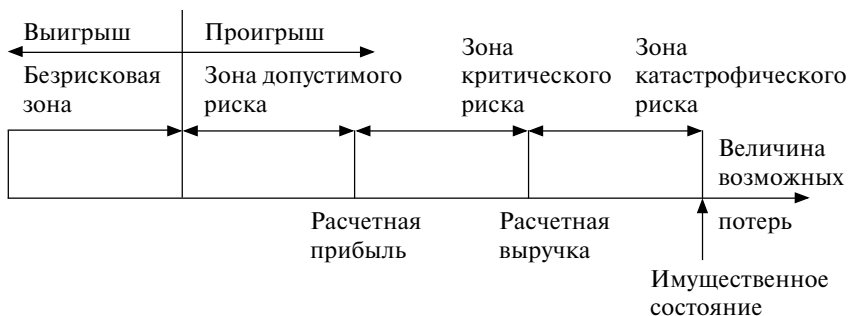 Выигрыш
Проигрыш
Безрисковая
зона
Зона допустимого
риска
Зона
критического
риска
Зона
катастрофического
риска
Величина
возможных
потерь
Расчетная
прибыль
Расчетная
выручка
Имущественное
состояние